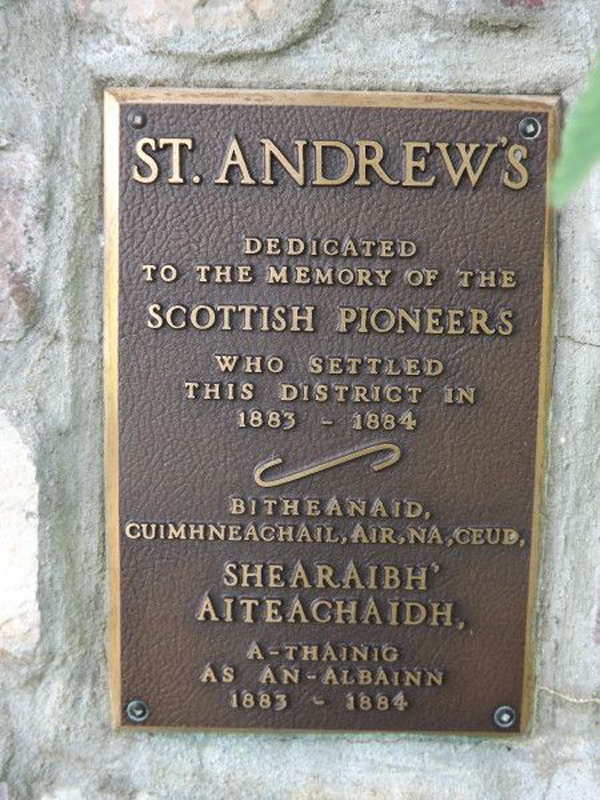 ST. ANDREW'S
DEDICATED
TO THE MEMORY OF THE
SCOTTISH PIONEERS
WHO SETTLED
THIS DISTRICT IN
1883 - 1884
BITHEANAID,
CUIMHNEACHAIL, AIR, NA, CEUD,
SHEARAIBH'
AITEACHAIDH,
A-THAINIG
AS AN-ALBAINN
1883 - 1884